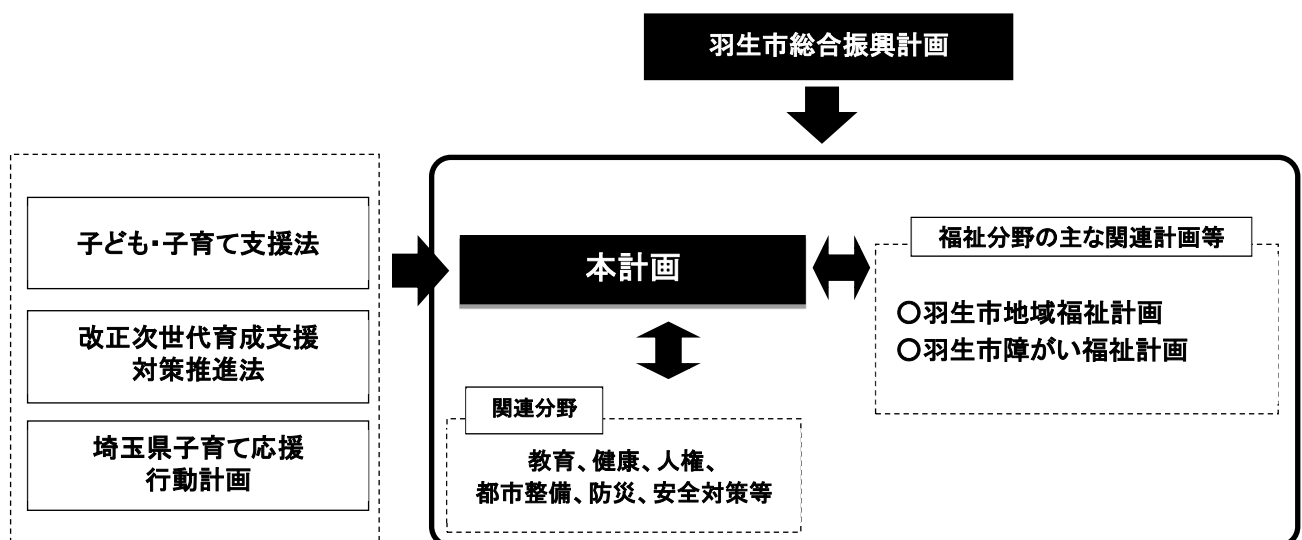 羽生市総合振興計画
子ども・子育て支援法
改正次世代育成支援
対策推進法
埼玉県子育て応援
行動計画
本計画
福祉分野の主な関連計画等
○羽生市地域福祉計画
○羽生市障がい福祉計画
関連分野
教育、健康、人権、
都市整備、防災、安全対策等